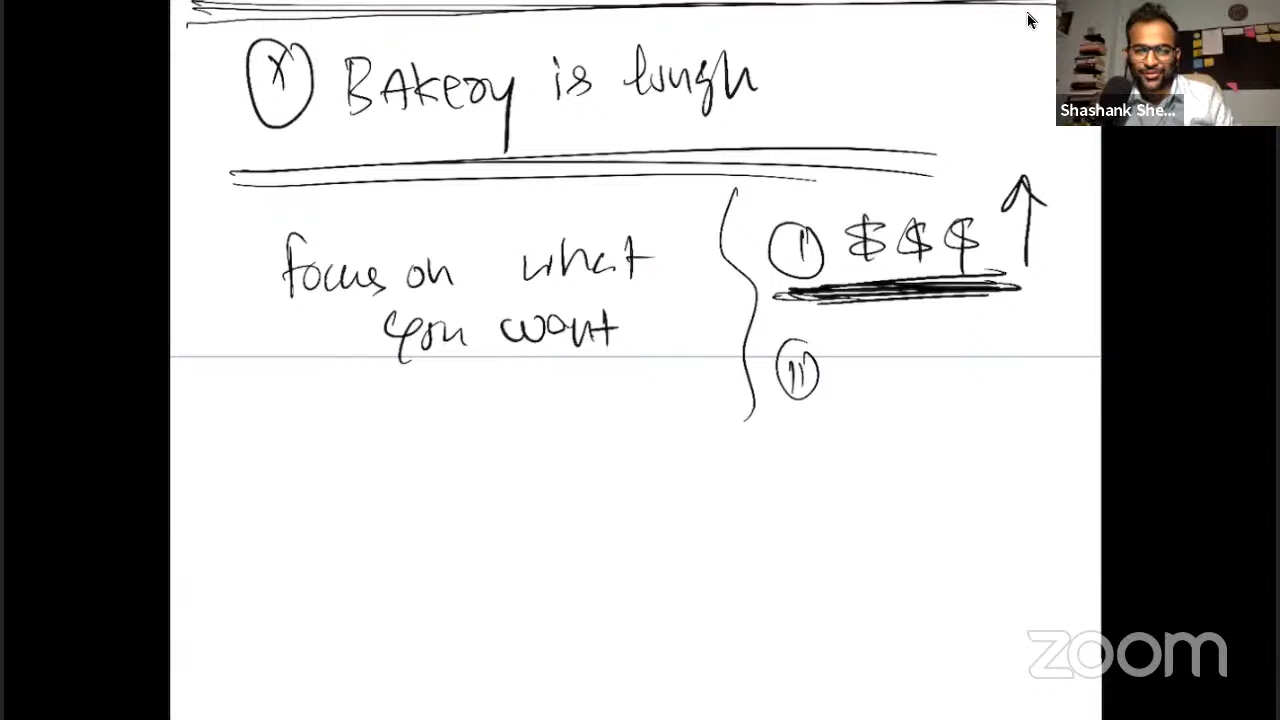 Shashank She...
X BAkery is tough
focus on what
you want
I $ $ $ ↑
II
zoom